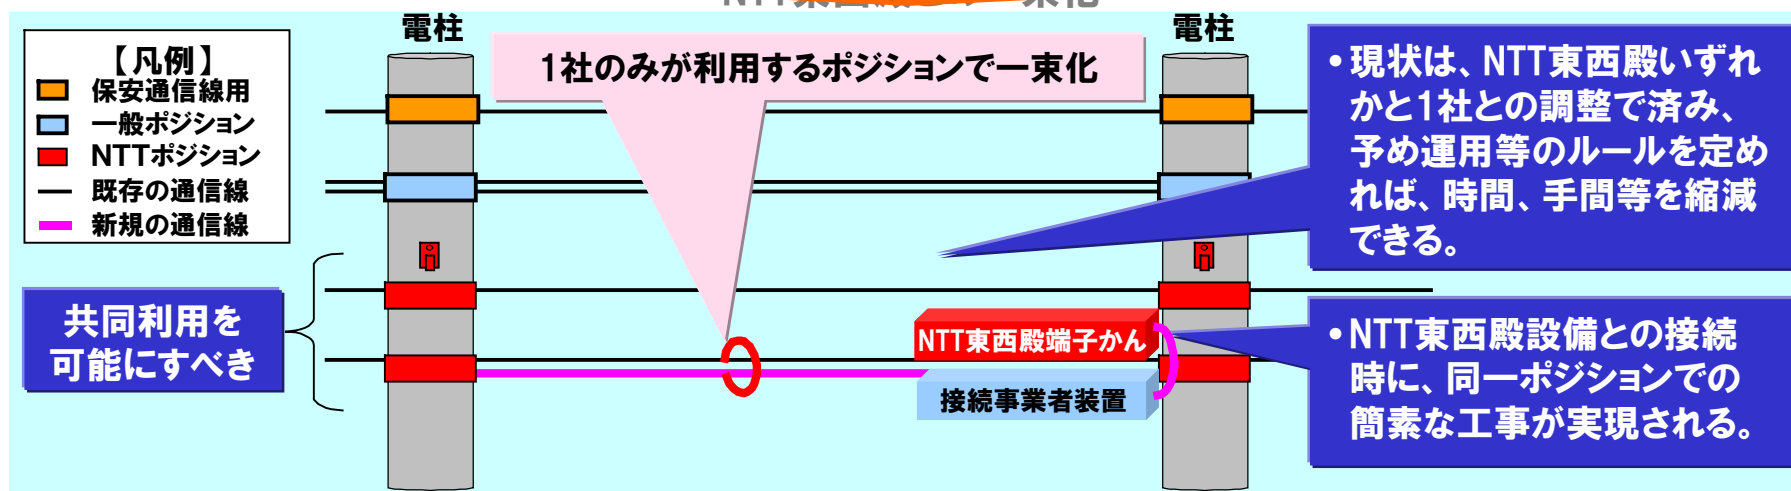 電柱
電柱
【凡例】
保安通信線用
一般ポジション
NTTポジション
既存の通信線
新規の通信線
1社のみが利用するポジションで一束化
•現状は、NTT東西殿いずれ
かと1社との調整で済み、
予め運用等のルールを定め
れば、時間、手間等を縮減
できる。
共同利用を
可能にすべき
NTT東西殿端子かん
接続事業者装置
•NTT東西殿設備との接続
時に、同一ポジションでの
簡素な工事が実現される。